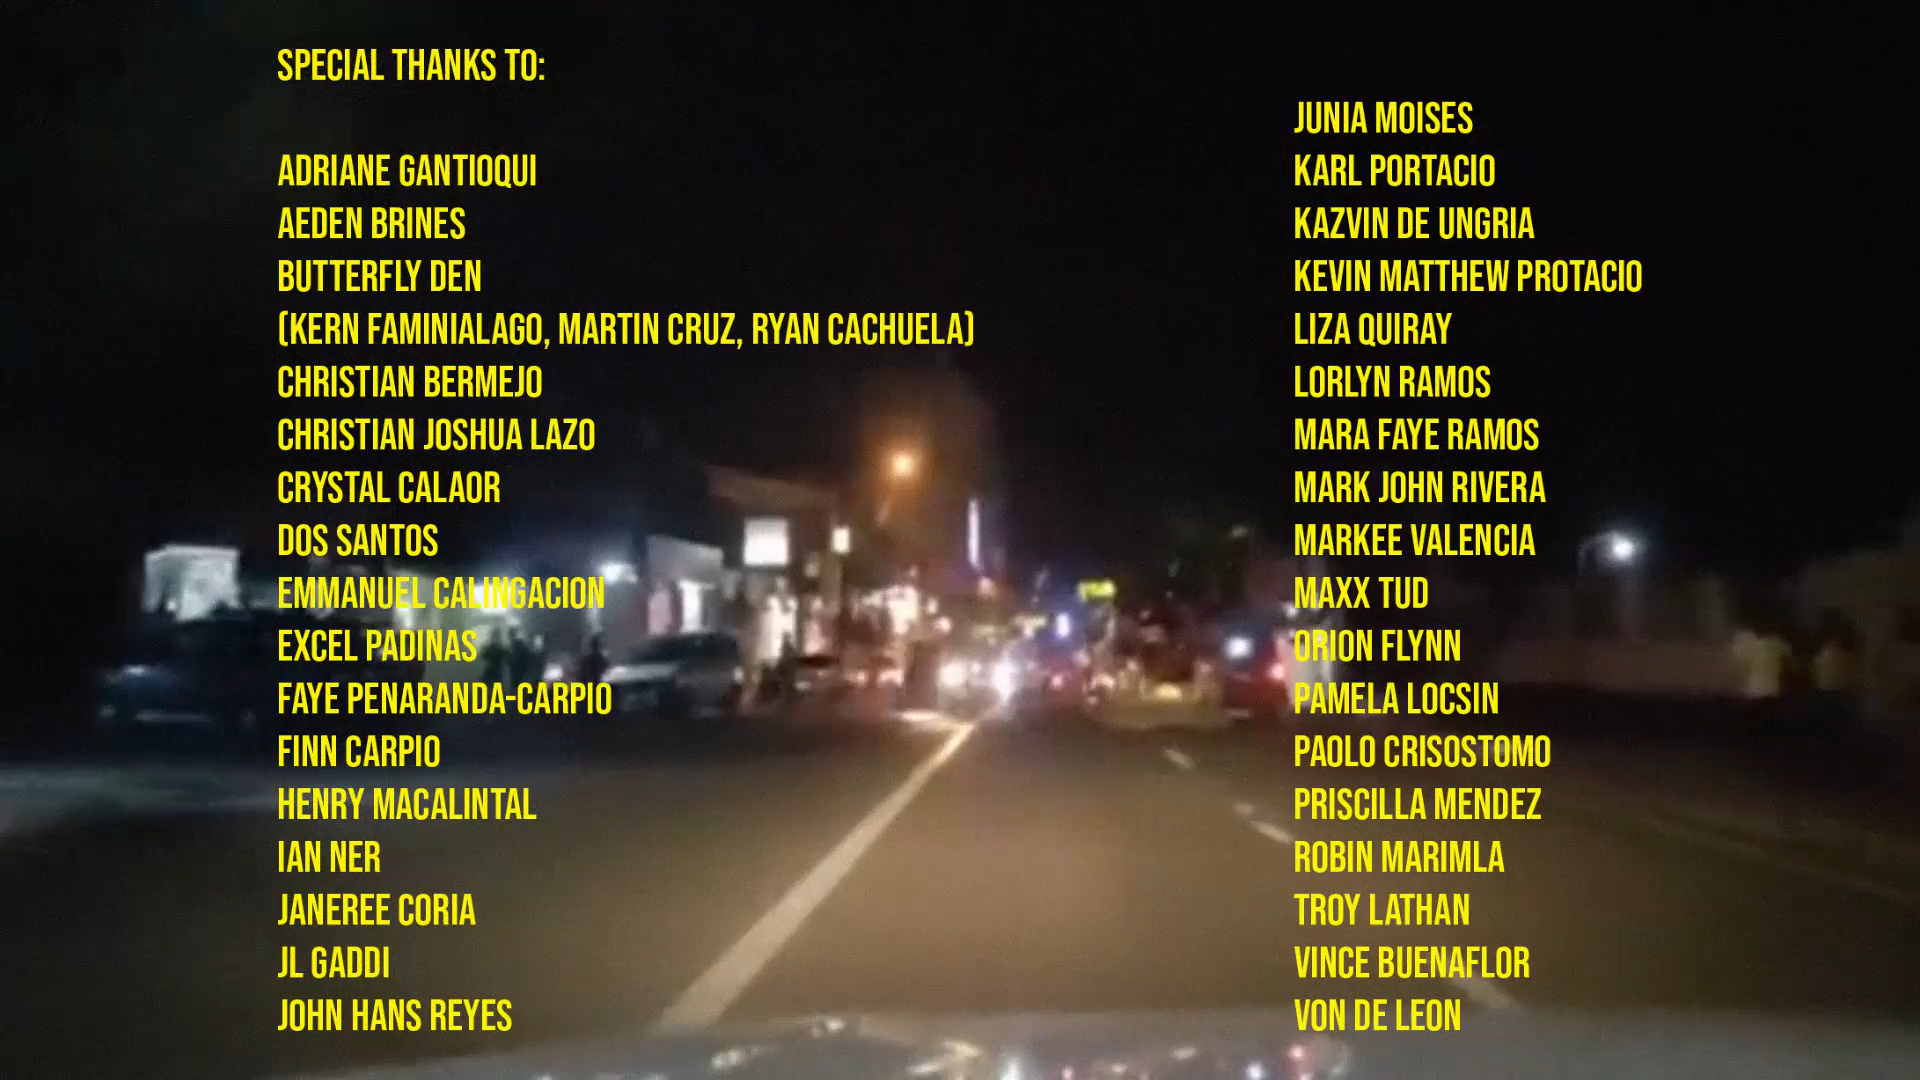 SPECIAL THANKS TO:
ADRIANE GANTIOQUI
AEDEN BRINES
BUTTERFLY DEN
(KERN FAMINIALAGO, MARTIN CRUZ, RYAN CACHUELA)
CHRISTIAN BERMEJO
CHRISTIAN JOSHUA LAZO
CRYSTAL CALAOR
DOS SANTOS
EMMANUEL CALINGACION
EXCEL PADINAS
FAYE PENARANDA-CARPIO
FINN CARPIO
HENRY MACALINTAL
IAN NER
JANEREE CORIA
JL GADDI
JOHN HANS REYES
JUNIA MOISES
KARL PORTACIO
KAZVIN DE UNGRIA
KEVIN MATTHEW PROTACIO
LIZA QUIRAY
LORLYN RAMOS
MARA FAYE RAMOS
MARK JOHN RIVERA
MARKEE VALENCIA
MAXX TUD
ORION FLYNN
PAMELA LOCSIN
PAOLO CRISOSTOMO
PRISCILLA MENDEZ
ROBIN MARIMLA
TROY LATHAN
VINCE BUENAFLOR
VON DE LEON